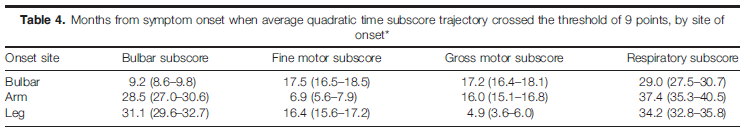 Table 4. Months from symptom onset when average quadratic time subscore trajectory crossed the threshold of 9 points, by site of
onset*
Onset site Bulbar subscore Fine motor subscore Gross motor subscore Respiratory subscore
Bulbar 9.2 (8.6–9.8) 17.5 (16.5–18.5) 17.2 (16.4–18.1) 29.0 (27.5–30.7)
Arm 28.5 (27.0–30.6) 6.9 (5.6–7.9) 16.0 (15.1–16.8) 37.4 (35.3–40.5)
Leg 31.1 (29.6–32.7) 16.4 (15.6–17.2) 4.9 (3.6–6.0) 34.2 (32.8–35.8)